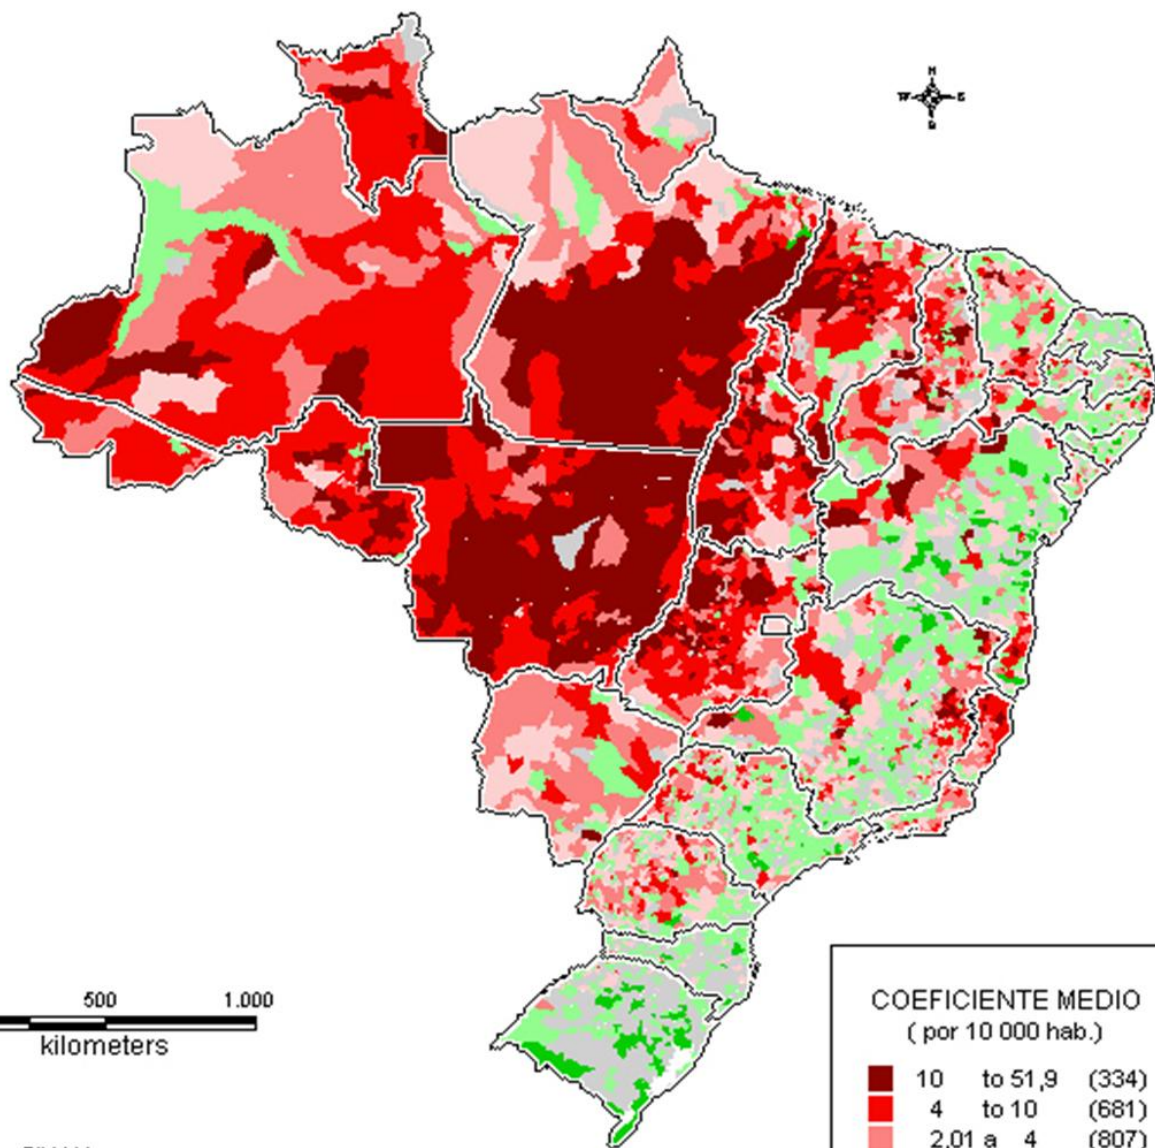 N
W E
S
500 1.000
kilometers
COEFICIENTE MEDIO
( por 10 000 hab.)
10 to 51,9 (334)
4 to 10 (681)
2,01 a 4 (807)